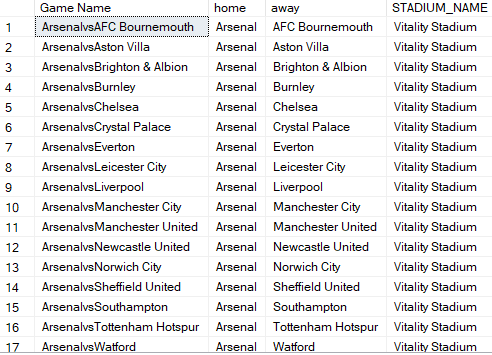 Game Name home away STADIUM_NAME
1 ArsenalvsAFC Bournemouth Arsenal AFC Bournemouth Vitality Stadium
2 ArsenalvsAston Villa Arsenal Aston Villa Vitality Stadium
3 ArsenalvsBrighton & Albion Arsenal Brighton & Albion Vitality Stadium
4 ArsenalvsBurnley Arsenal Burnley Vitality Stadium
5 ArsenalvsChelsea Arsenal Chelsea Vitality Stadium
6 ArsenalvsCrystal Palace Arsenal Crystal Palace Vitality Stadium
7 ArsenalvsEverton Arsenal Everton Vitality Stadium
8 ArsenalvsLeicester City Arsenal Leicester City Vitality Stadium
9 ArsenalvsLiverpool Arsenal Liverpool Vitality Stadium
10 ArsenalvsManchester City Arsenal Manchester City Vitality Stadium
11 ArsenalvsManchester United Arsenal Manchester United Vitality Stadium
12 ArsenalvsNewcastle United Arsenal Newcastle United Vitality Stadium
13 ArsenalvsNorwich City Arsenal Norwich City Vitality Stadium
14 ArsenalvsSheffield United Arsenal Sheffield United Vitality Stadium
15 ArsenalvsSouthampton Arsenal Southampton Vitality Stadium
16 ArsenalvsTottenham Hotspur Arsenal Tottenham Hotspur Vitality Stadium
17 ArsenalvsWatford Arsenal Watford Vitality Stadium